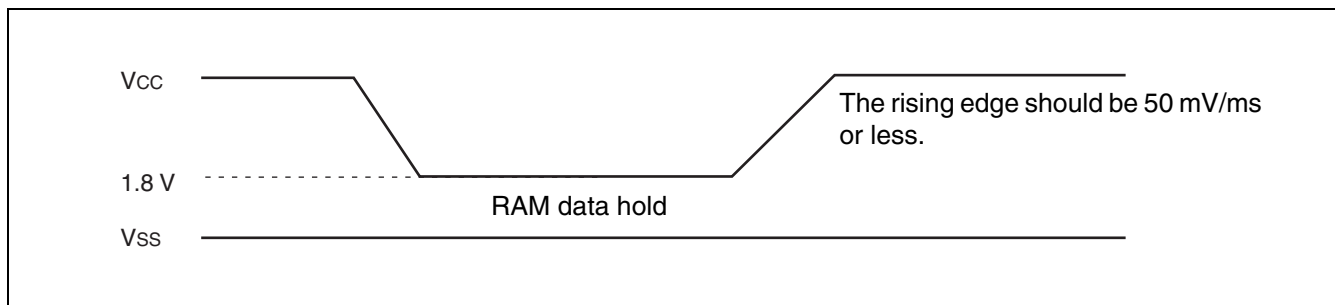 Vcc
The rising edge should be 50 mV/ms
or less.
1.8 V
RAM data hold
Vss